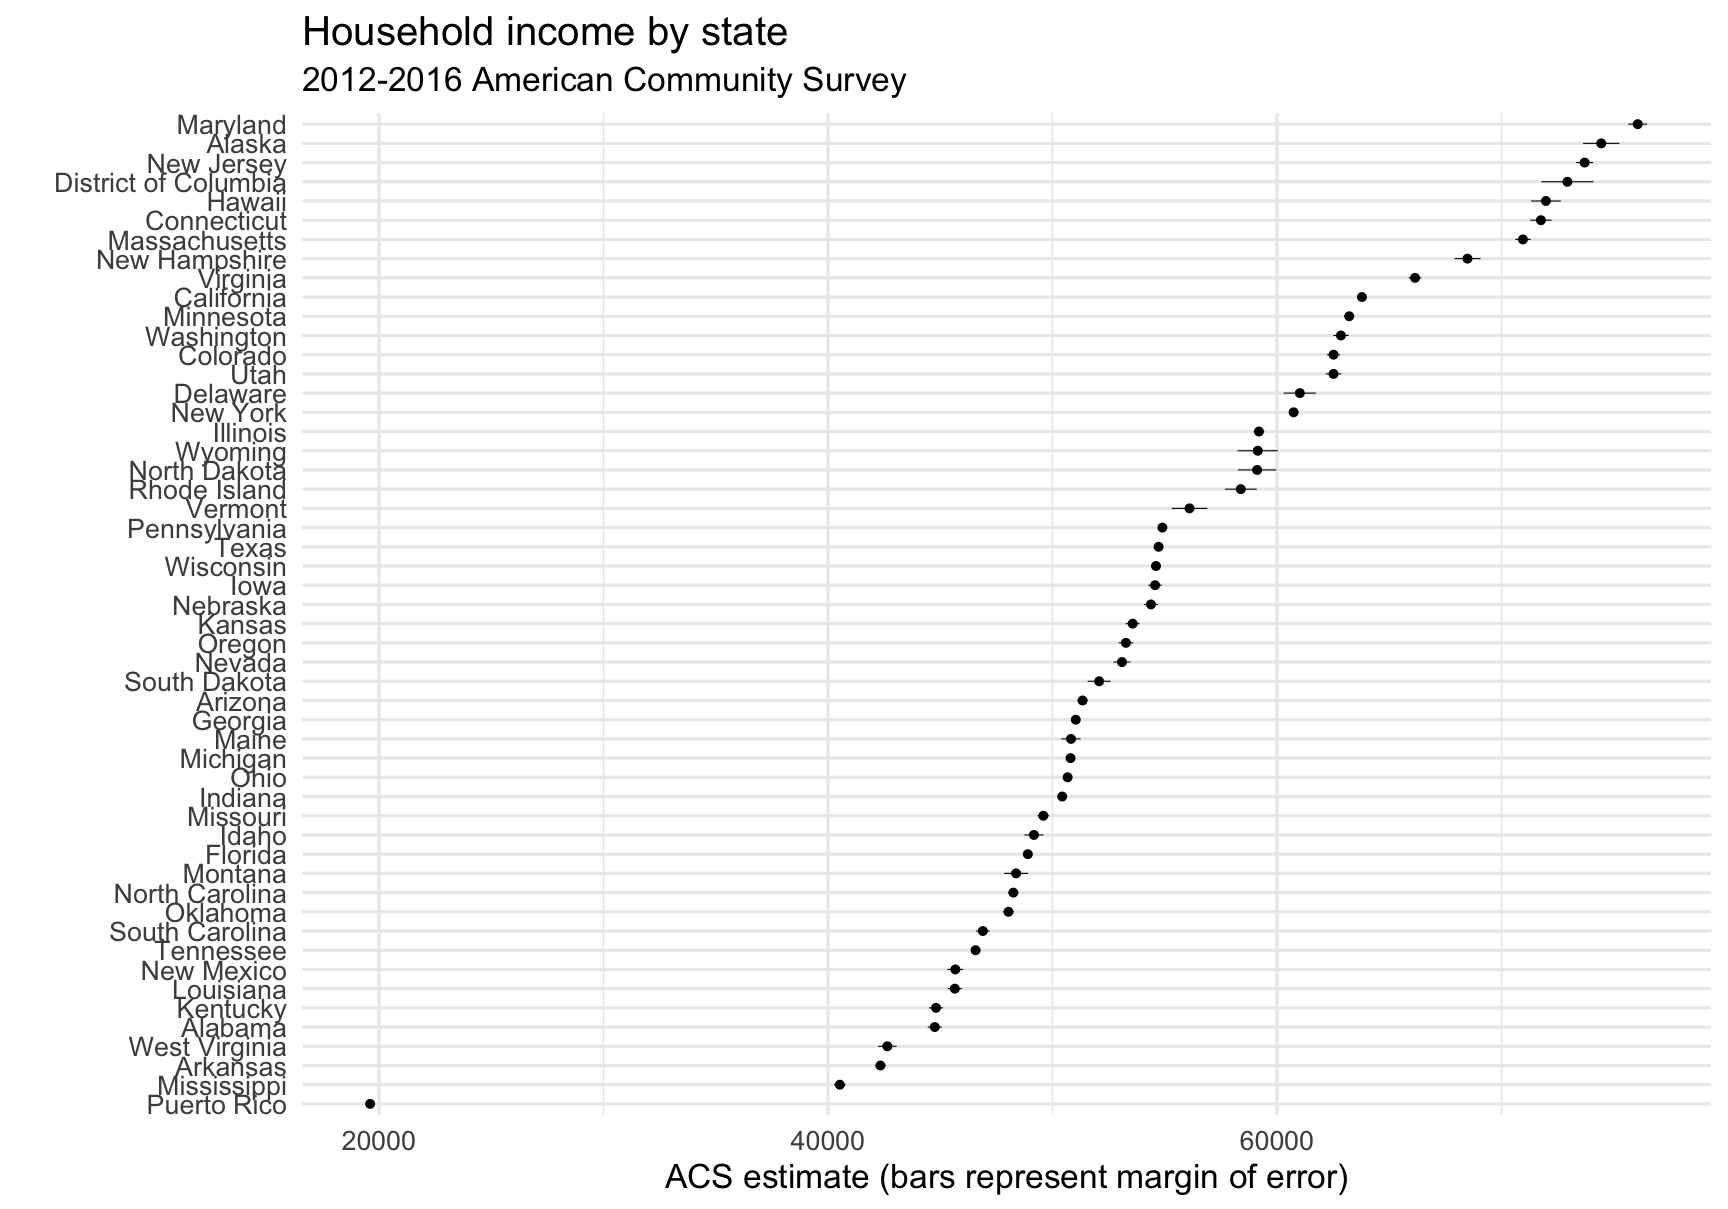 Household income by state
2012-2016 American Community Survey
Maryland
Alaska
New Jersey
District of Columbia
Hawaii
Connecticut
Massachusetts
New Hampshire
Virginia
California
Minnesota
Washington
Colorado
Utah
Delaware
New York
Illinois
Wyoming
North Dakota
Rhode Island
Vermont
Pennsylvania
Texas
Wisconsin
Iowa
Nebraska
Kansas
Oregon
Nevada
South Dakota
Arizona
Georgia
Maine
Michigan
Ohio
Indiana
Missouri
Idaho
Florida
Montana
North Carolina
Oklahoma
South Carolina
Tennessee
New Mexico
Louisiana
Kentucky
Alabama
West Virginia
Arkansas
Mississippi
Puerto Rico
20000 40000 60000
ACS estimate (bars represent margin of error)